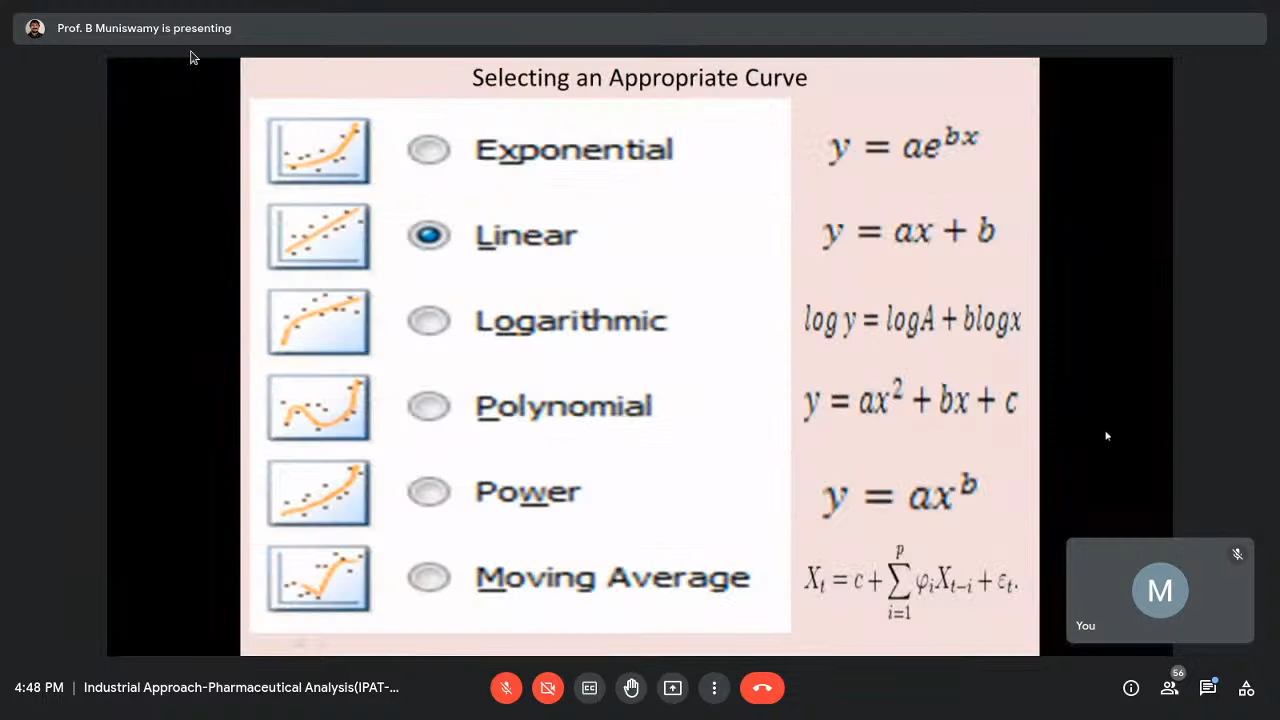 Prof. B Muniswamy is presenting
Selecting an Appropriate Curve
Exponential y = ae^{bx}
Linear y = ax + b
Logarithmic log y = logA + blogx
Polynomial y = ax² + bx + c
Power y = ax^b
Moving Average X_t = c + \sum_{i=1}^{p} φ_i X_{t-i} + ε_t.
M
You
4:48 PM | Industrial Approach-Pharmaceutical Analysis(IPAT-...
CC
56